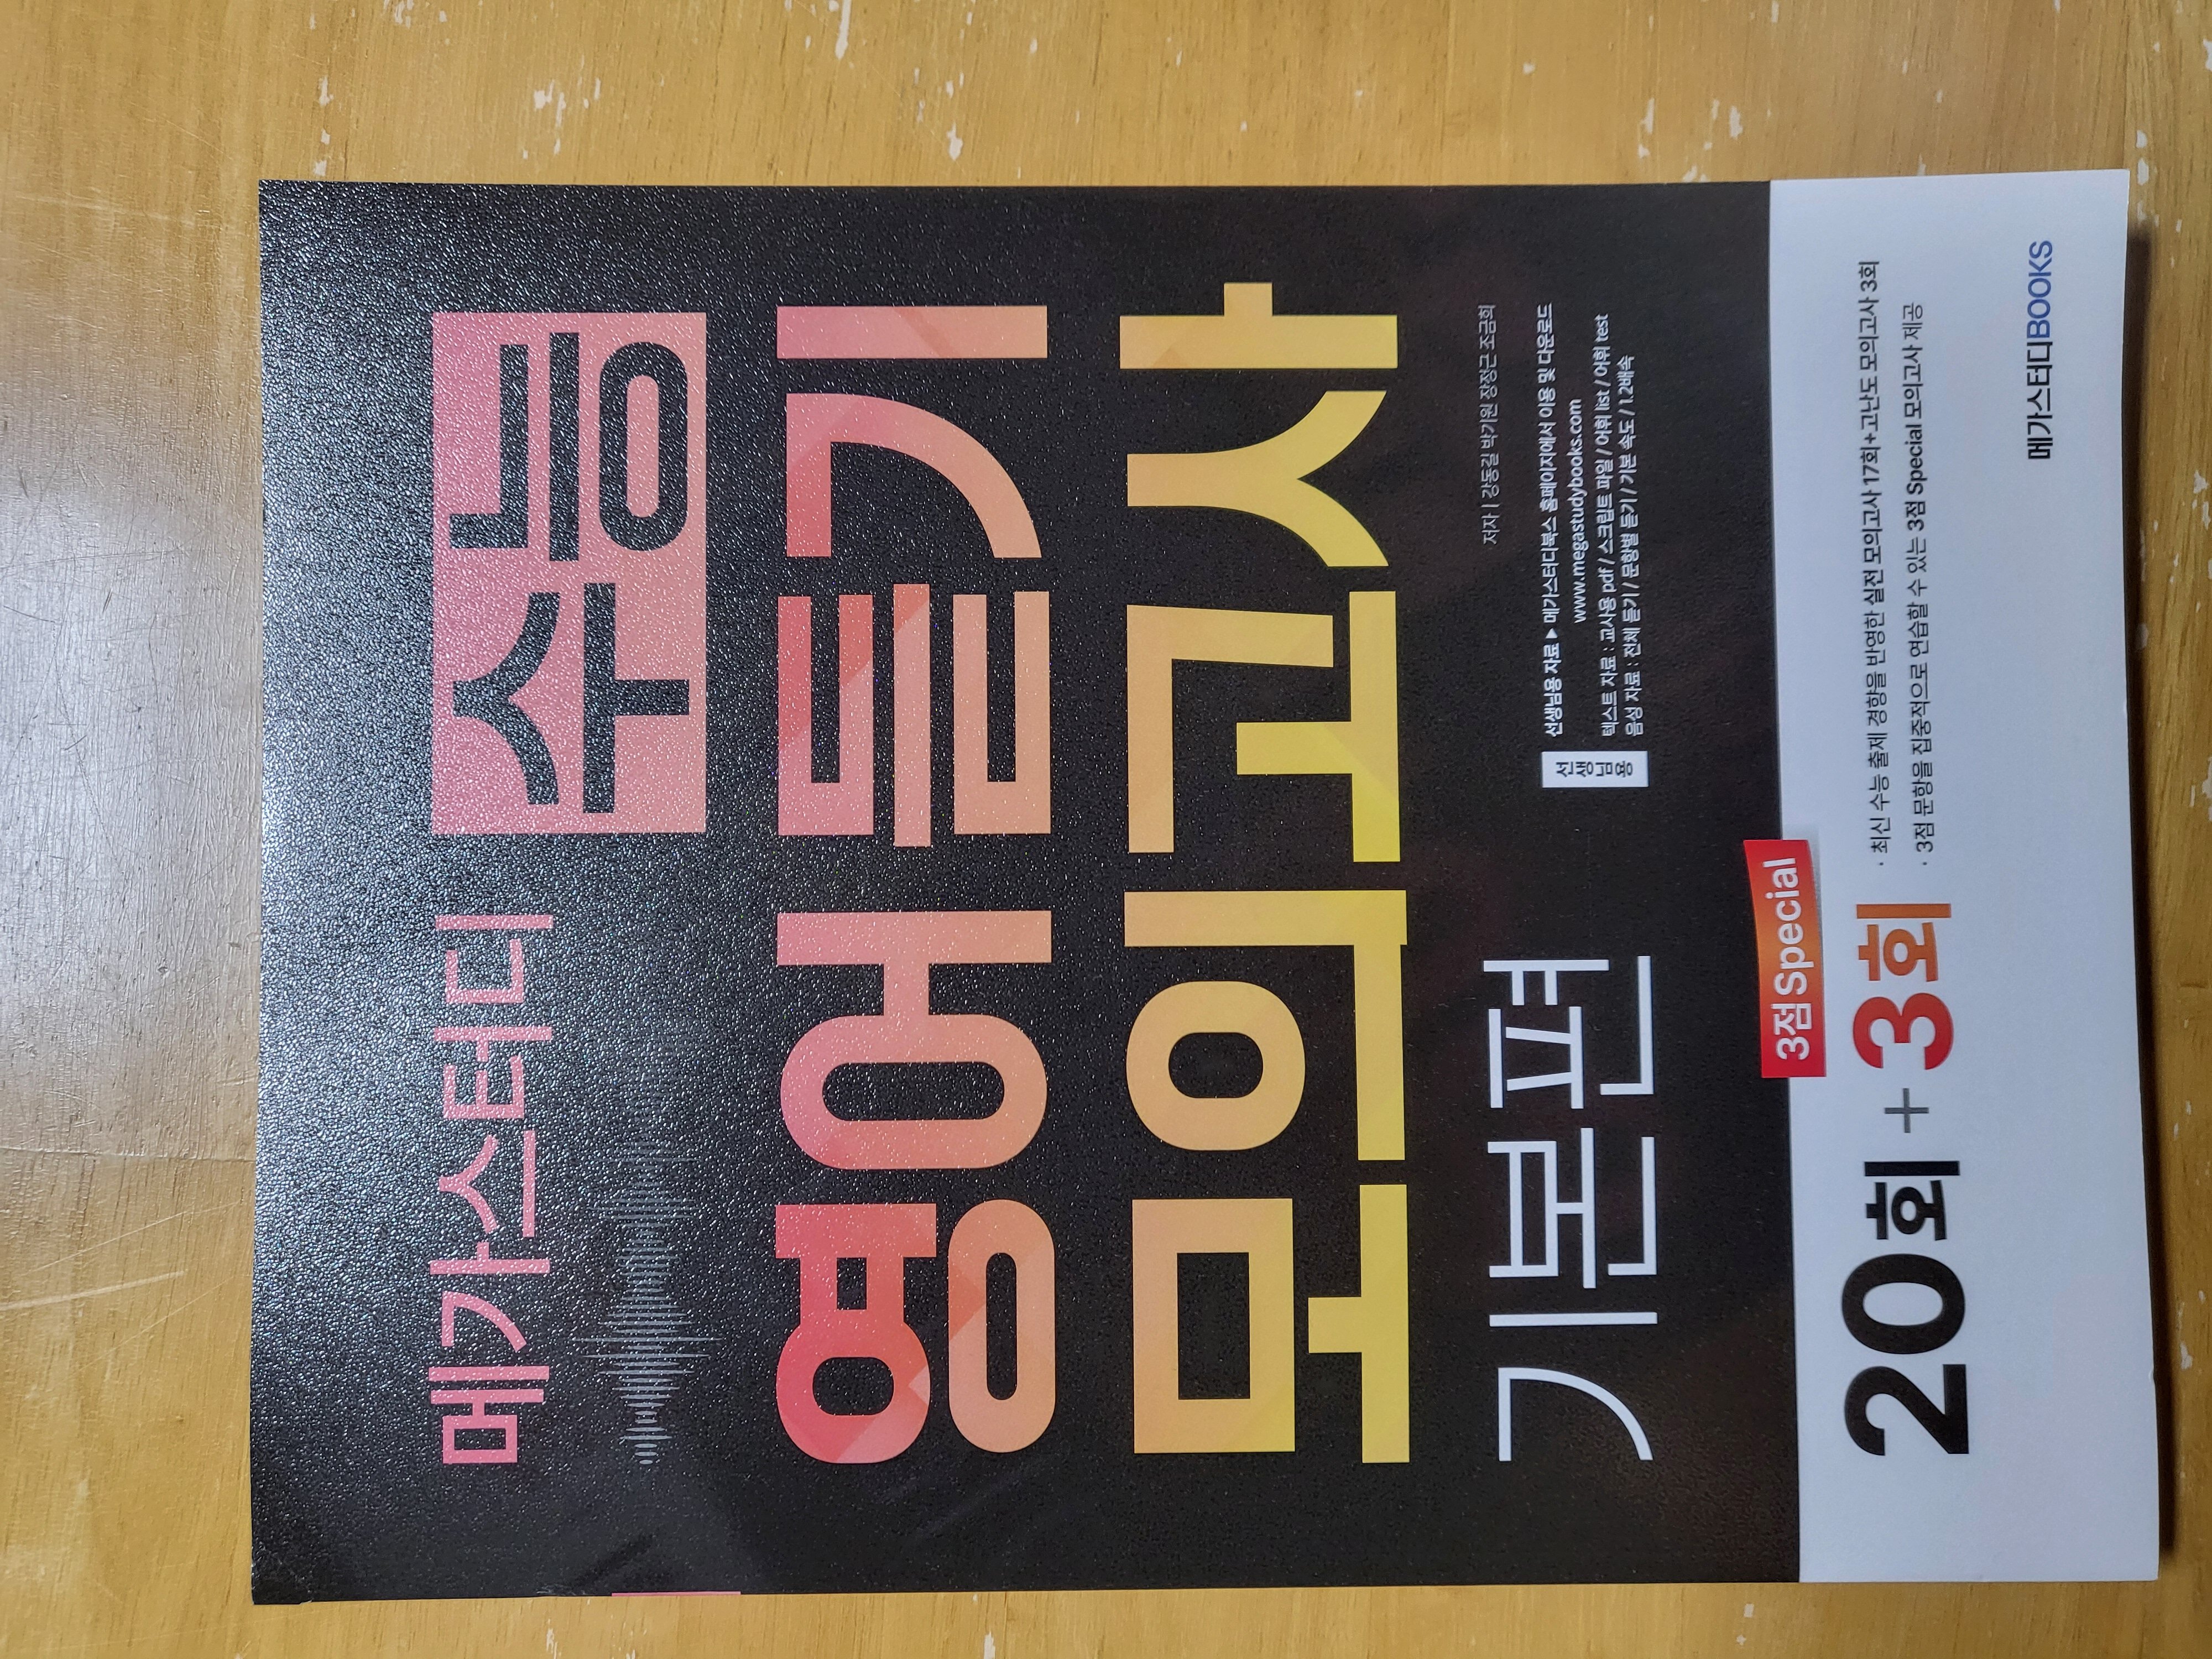 메가스터디 수능
영어듣기
모의고사
기본편
저자 | 강동길 박기원 장정근 조금희
선생님용
선생님용 자료 ▶ 메가스터디북스 홈페이지에서 이용 및 다운로드
www.megastudybooks.com
텍스트 자료 : 교사용 pdf / 스크립트 파일 / 어휘 list / 어휘 test
음성 자료 : 전체 듣기 / 문항별 듣기 / 기본 속도 / 1.2배속
3점 Special
20회 + 3회
· 최신 수능 출제 경향을 반영한 실전 모의고사 17회+고난도 모의고사 3회
· 3점 문항을 집중적으로 연습할 수 있는 3점 Special 모의고사 제공
메가스터디BOOKS